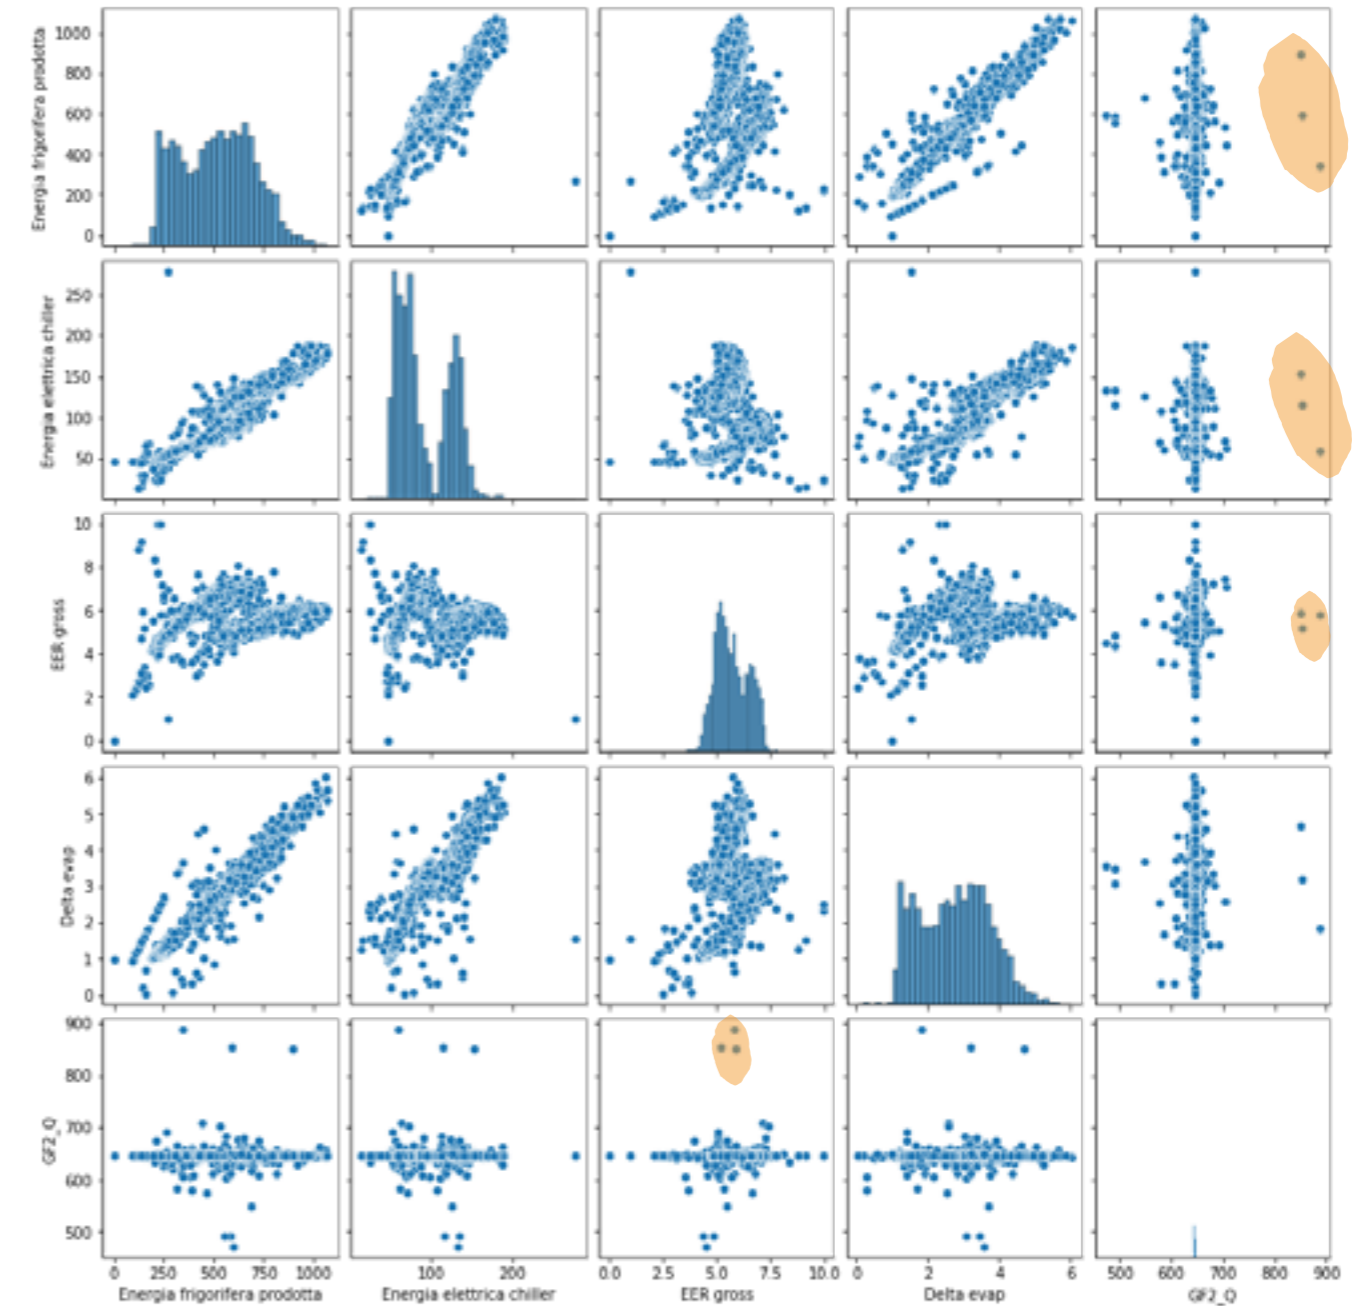 Energia frigorifera prodotta
1000
800
600
400
200
0
Energia elettrica chiller
250
200
150
100
50
EER gross
10
8
6
4
2
0
Delta evap
6
5
4
3
2
1
0
GF2_Q
900
800
700
600
500
0 250 500 750 1000
100 200
0.0 2.5 5.0 7.5 10.0
0 2 4 6
500 600 700 800 900
Energia frigorifera prodotta
Energia elettrica chiller
EER gross
Delta evap
GF2_Q